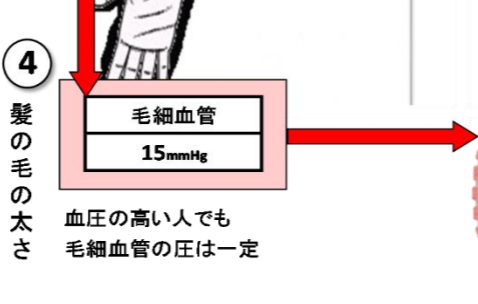 ④
髪の毛の太さ
毛細血管
15mmHg
血圧の高い人でも
毛細血管の圧は一定